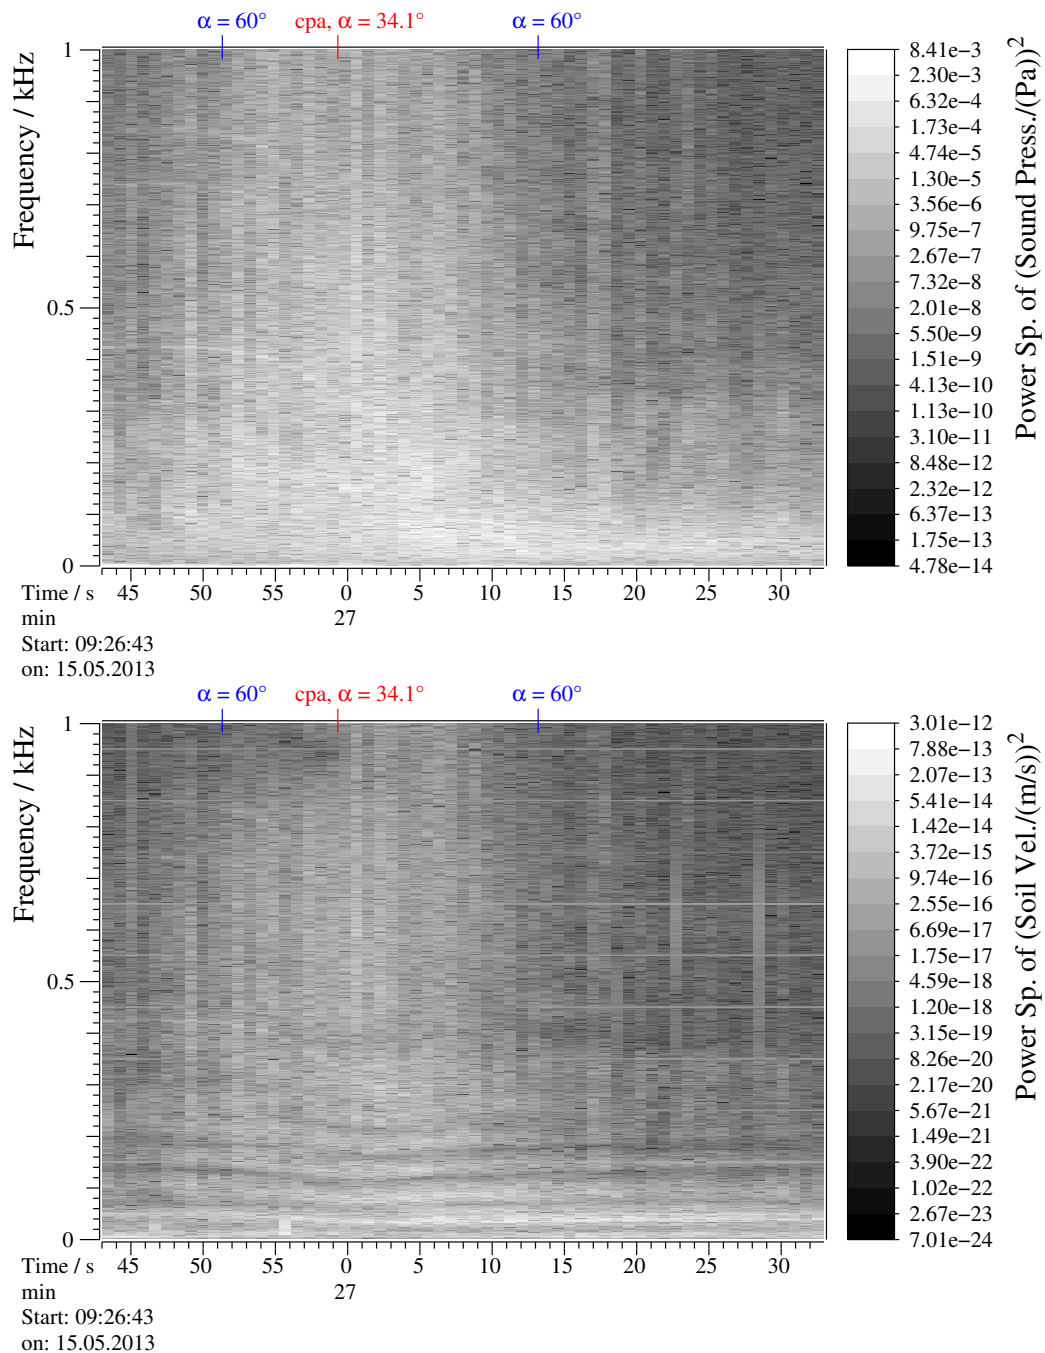 α = 60° cpa, α = 34.1° α = 60°
Frequency / kHz
1
0.5
0
45 50 55 0 5 10 15 20 25 30
Time / s
min 27
Start: 09:26:43
on: 15.05.2013
8.41e−3
2.30e−3
6.32e−4
1.73e−4
4.74e−5
1.30e−5
3.56e−6
9.75e−7
2.67e−7
7.32e−8
2.01e−8
5.50e−9
1.51e−9
4.13e−10
1.13e−10
3.10e−11
8.48e−12
2.32e−12
6.37e−13
1.75e−13
4.78e−14
Power Sp. of (Sound Press./(Pa))²
α = 60° cpa, α = 34.1° α = 60°
Frequency / kHz
1
0.5
0
45 50 55 0 5 10 15 20 25 30
Time / s
min 27
Start: 09:26:43
on: 15.05.2013
3.01e−12
7.88e−13
2.07e−13
5.41e−14
1.42e−14
3.72e−15
9.74e−16
2.55e−16
6.69e−17
1.75e−17
4.59e−18
1.20e−18
3.15e−19
8.26e−20
2.17e−20
5.67e−21
1.49e−21
3.90e−22
1.02e−22
2.67e−23
7.01e−24
Power Sp. of (Soil Vel./(m/s))²